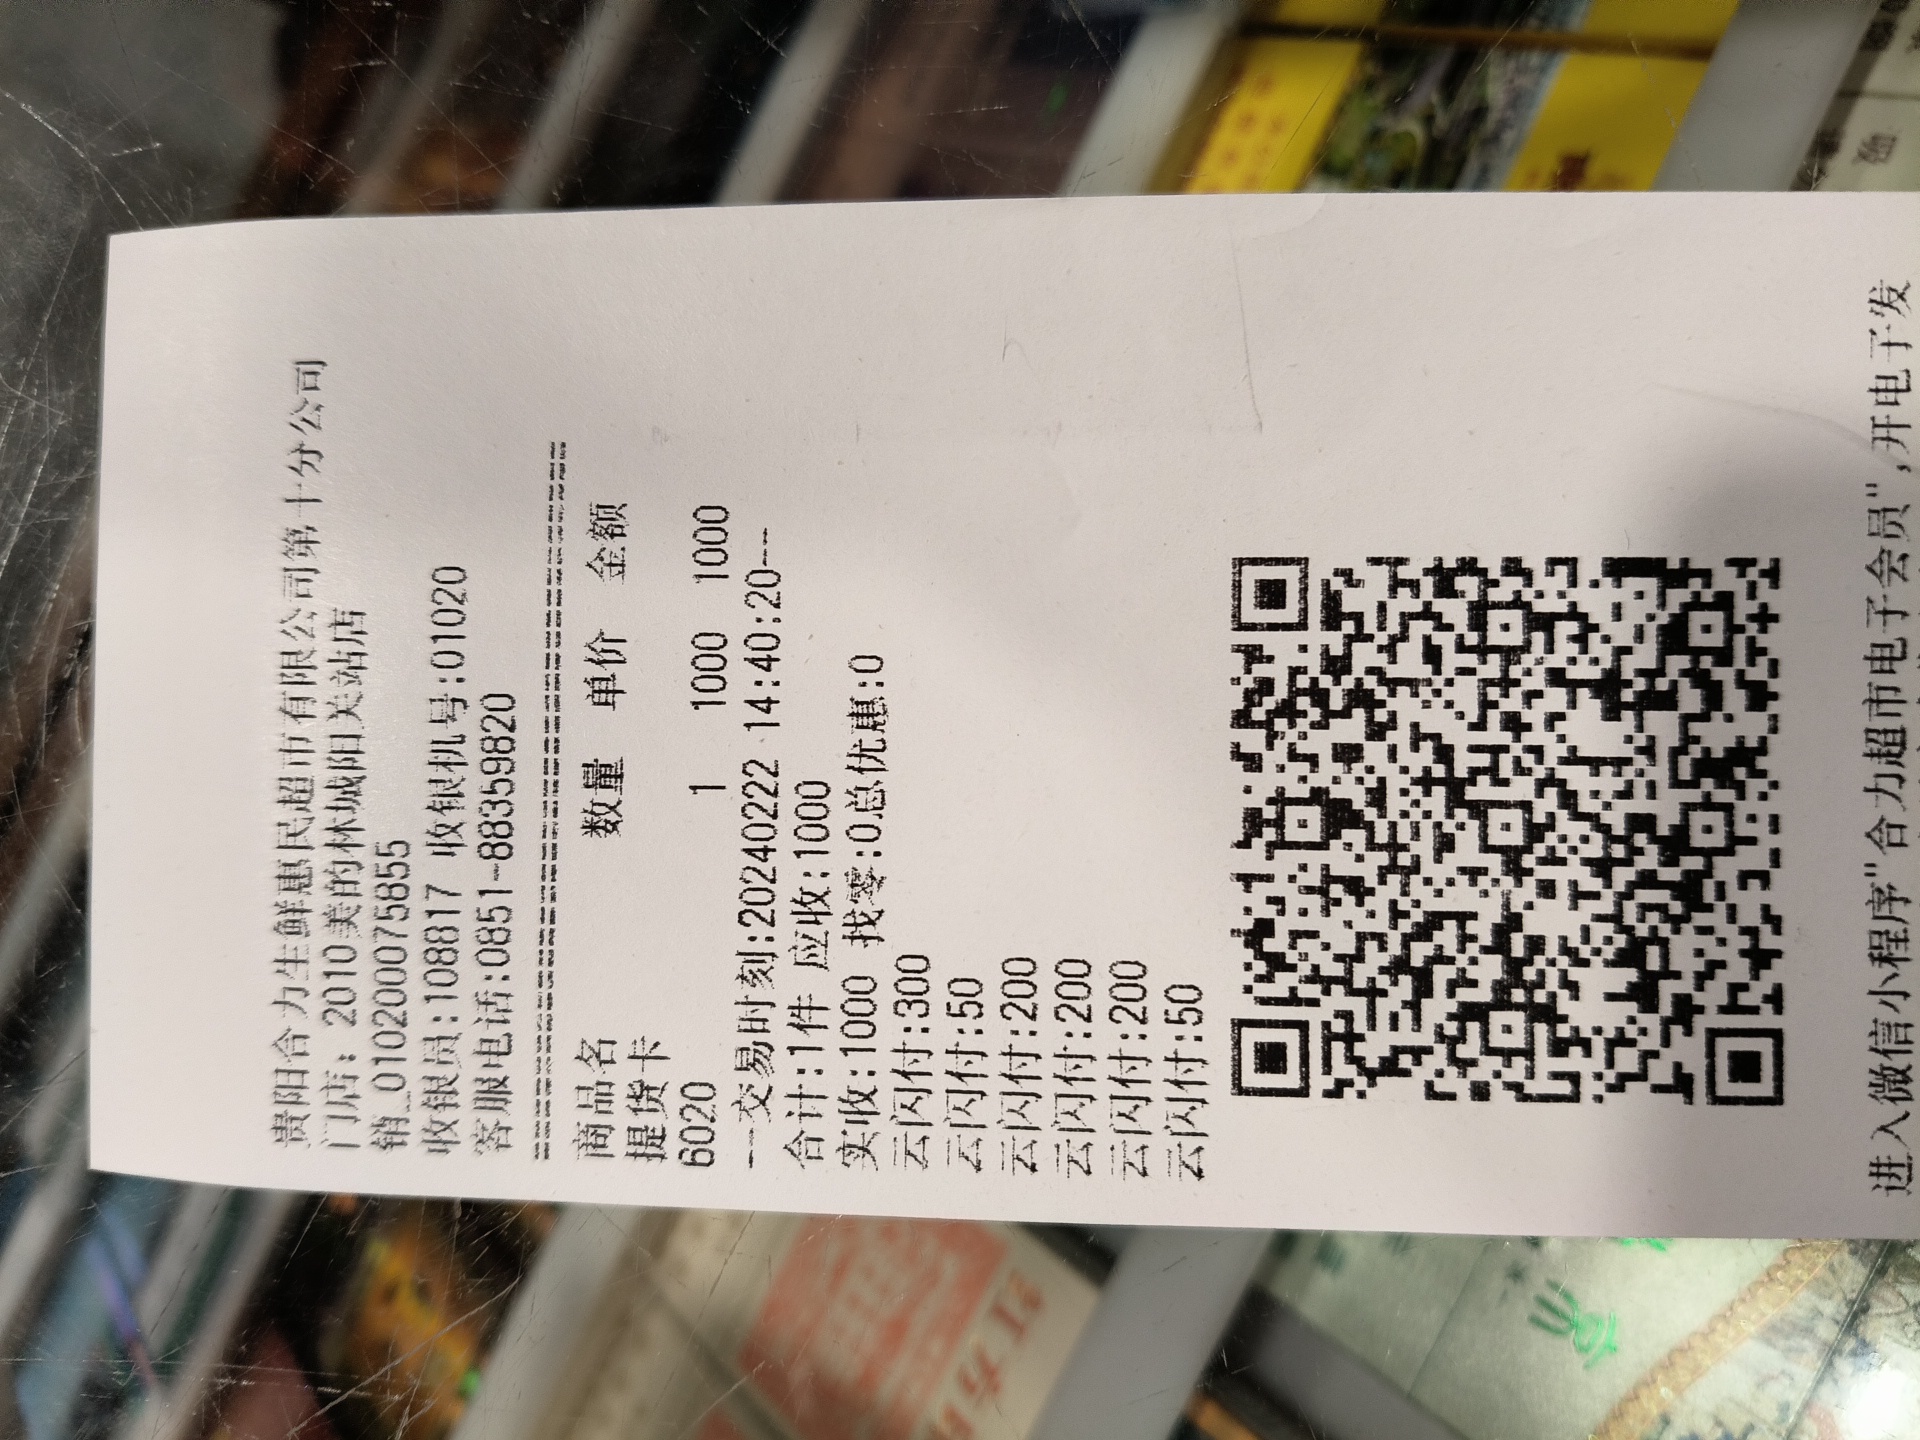 贵阳合力生鲜惠民超市有限公司第十分公司
门店: 2010美的林城阳关站店
销_010200075855
收银员:108817 收银机号:01020
客服电话:0851-88359820
商品名 数量 单价 金额
提货卡
6020 1 1000 1000
--交易时刻:20240222 14:40:20---
合计:1件 应收:1000
实收:1000 找零:0总优惠:0
云闪付:300
云闪付:50
云闪付:200
云闪付:200
云闪付:200
云闪付:50
进入微信小程序"合力超市电子会员",开电子发